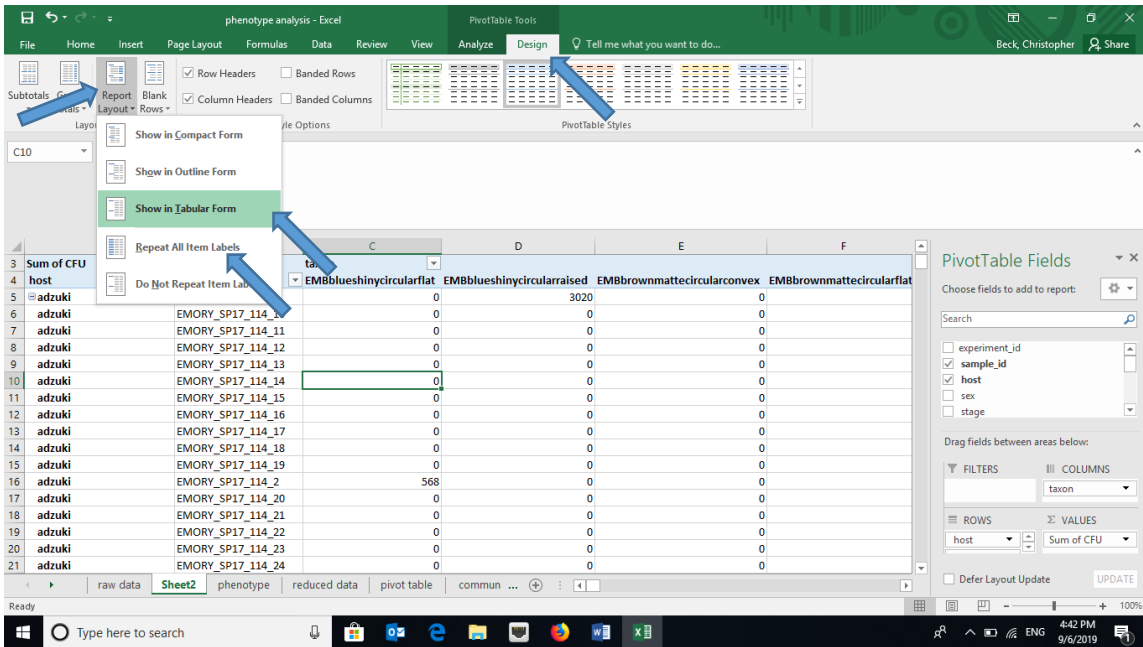 phenotype analysis - Excel PivotTable Tools
File Home Insert Page Layout Formulas Data Review View Analyze Design Tell me what you want to do... Beck, Christopher Share
Row Headers Banded Rows
Subtotals Report Blank
Layout Rows Column Headers Banded Columns
Options PivotTable Styles
Show in Compact Form
C10
Show in Outline Form
Show in Tabular Form
Repeat All Item Labels
Do Not Repeat Item
C D E F
3 Sum of CFU
4 host EMBblueshinycircularflat EMBblueshinycircularraised EMBbrownmattecircularconvex EMBbrownmattecircularflat
5 adzuki 0 3020 0
6 adzuki 0 0 0
7 adzuki EMORY_SP17_114_11 0 0 0
8 adzuki EMORY_SP17_114_12 0 0 0
9 adzuki EMORY_SP17_114_13 0 0 0
10 adzuki EMORY_SP17_114_14 0 0 0
11 adzuki EMORY_SP17_114_15 0 0 0
12 adzuki EMORY_SP17_114_16 0 0 0
13 adzuki EMORY_SP17_114_17 0 0 0
14 adzuki EMORY_SP17_114_18 0 0 0
15 adzuki EMORY_SP17_114_19 0 0 0
16 adzuki EMORY_SP17_114_2 568 0 0
17 adzuki EMORY_SP17_114_20 0 0 0
18 adzuki EMORY_SP17_114_21 0 0 0
19 adzuki EMORY_SP17_114_22 0 0 0
20 adzuki EMORY_SP17_114_23 0 0 0
21 adzuki EMORY_SP17_114_24 0 0 0
PivotTable Fields
Choose fields to add to report:
Search
experiment_id
sample_id
host
sex
stage
Drag fields between areas below:
FILTERS COLUMNS
taxon
ROWS VALUES
host Sum of CFU
Defer Layout Update UPDATE
raw data Sheet2 phenotype reduced data pivot table commun ...
Ready 100%
Type here to search ENG 4:42 PM
9/6/2019